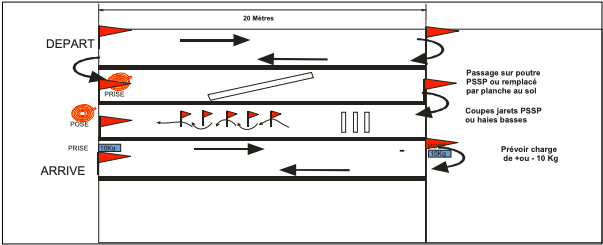 20 Mètres
DEPART
Passage sur poutre
PSSP ou remplacé
par planche au sol
PRISE
Coupes jarets PSSP
ou haies basses
POSE
PRISE
10Kg
10Kg
Prévoir charge
de +ou - 10 Kg
ARRIVE